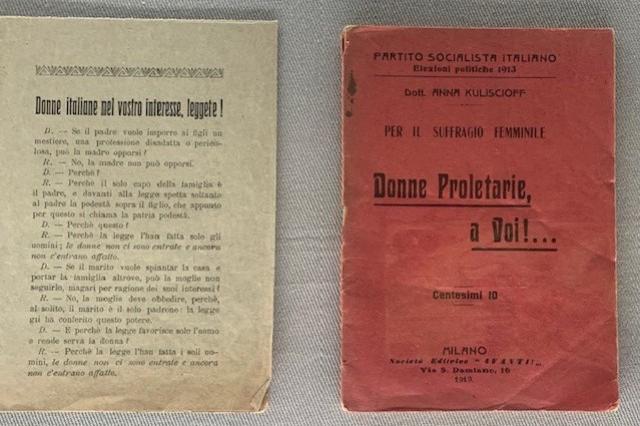 Donne italiane nel vostro interesse, leggete!
D. — Se il padre vuole imporre ai figli un
mestiere, una professione disadatta o perico-
losa, può la madre opporsi?
R. — No, la madre non può opporsi.
D. — Perchè?
R. — Perchè il solo capo della famiglia è
il padre, e davanti alla legge spetta soltanto
al padre la podestà sopra il figlio, che appunto
per questo si chiama la patria podestà.
D. — Perchè questo?
R. — Perchè la legge l'han fatta solo gli
uomini; le donne non ci sono entrate e ancora
non c'entrano affatto.
D. — Se il marito vuole spiantar la casa e
portar la famiglia altrove, può la moglie non
seguirlo, magari per ragione dei suoi interessi?
R. — No, la moglie deve obbedire, perchè,
al solito, il marito è il solo padrone: la legge
gli ha conferito questo potere.
D. — E perchè la legge favorisce solo l'uomo
e rende serva la donna?
R. — Perchè la legge l'han fatta i soli uo-
mini, le donne non ci sono entrate e ancora
non c'entrano affatto.
PARTITO SOCIALISTA ITALIANO
Elezioni politiche 1913
Dott. ANNA KULISCIOFF
PER IL SUFFRAGIO FEMMINILE
Donne Proletarie,
a Voi!...
Centesimi 10
MILANO
Società Editrice "AVANTI!"
Via S. Damiano, 16
1913